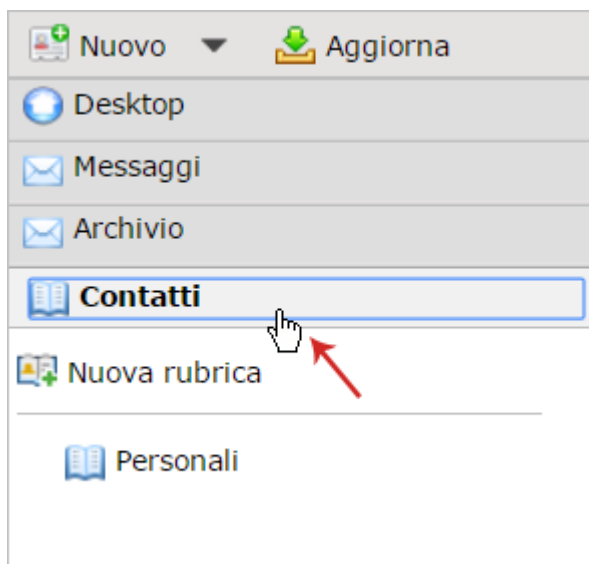 Nuovo Aggiorna
Desktop
Messaggi
Archivio
Contatti
Nuova rubrica
Personali